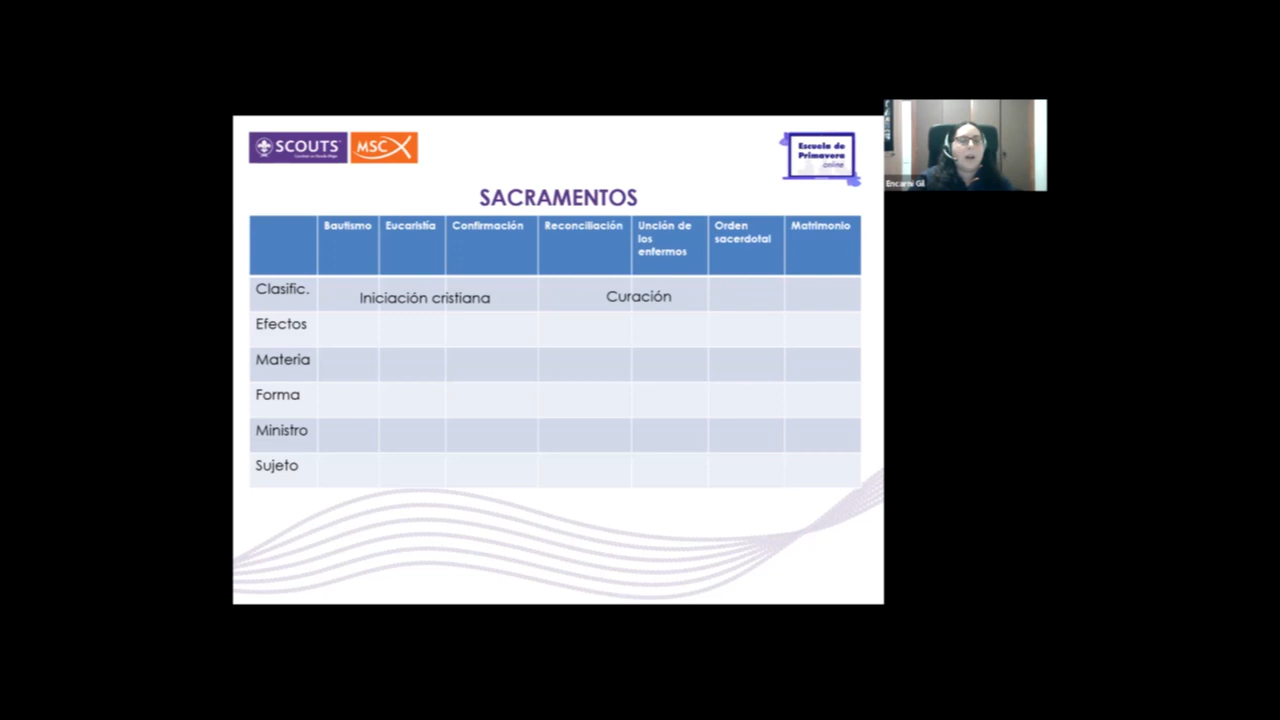 SCOUTS
MSC
Escuela de
Primavera
online
Encarni Gil
SACRAMENTOS
Bautismo Eucaristía Confirmación Reconciliación Unción de los enfermos Orden sacerdotal Matrimonio
Clasific. Iniciación cristiana Curación
Efectos
Materia
Forma
Ministro
Sujeto